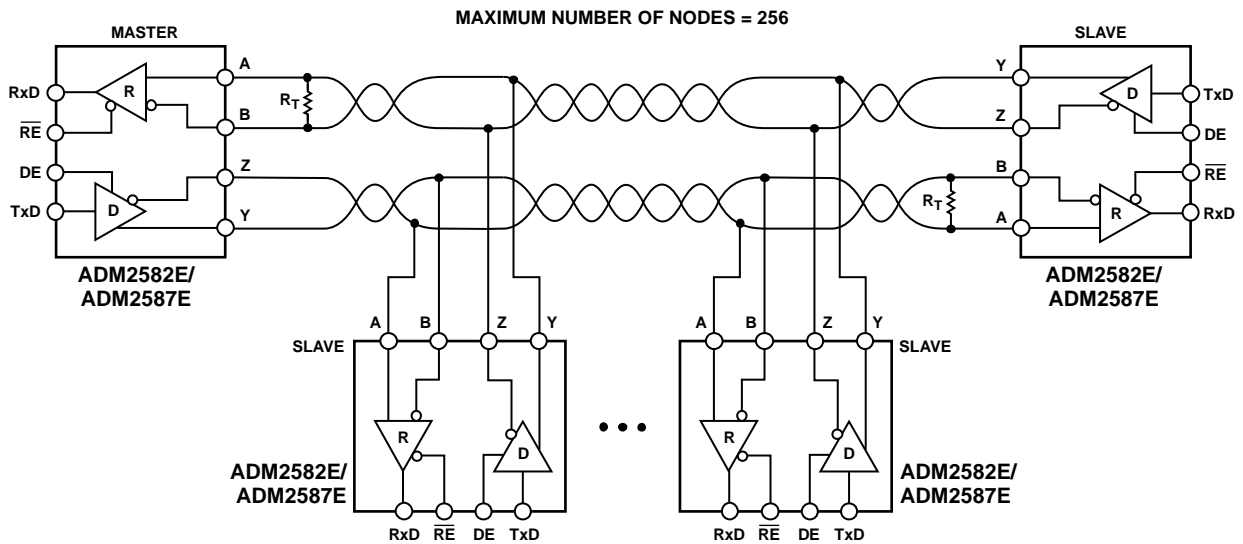 MAXIMUM NUMBER OF NODES = 256
MASTER
SLAVE
A
B
Z
Y
RxD
RE
DE
TxD
R
D
RT
ADM2582E/
ADM2587E
Y
Z
B
A
TxD
DE
RE
RxD
D
R
RT
ADM2582E/
ADM2587E
A B Z Y
SLAVE
R
D
ADM2582E/
ADM2587E
RxD RE DE TxD
A B Z Y
SLAVE
R
D
ADM2582E/
ADM2587E
RxD RE DE TxD